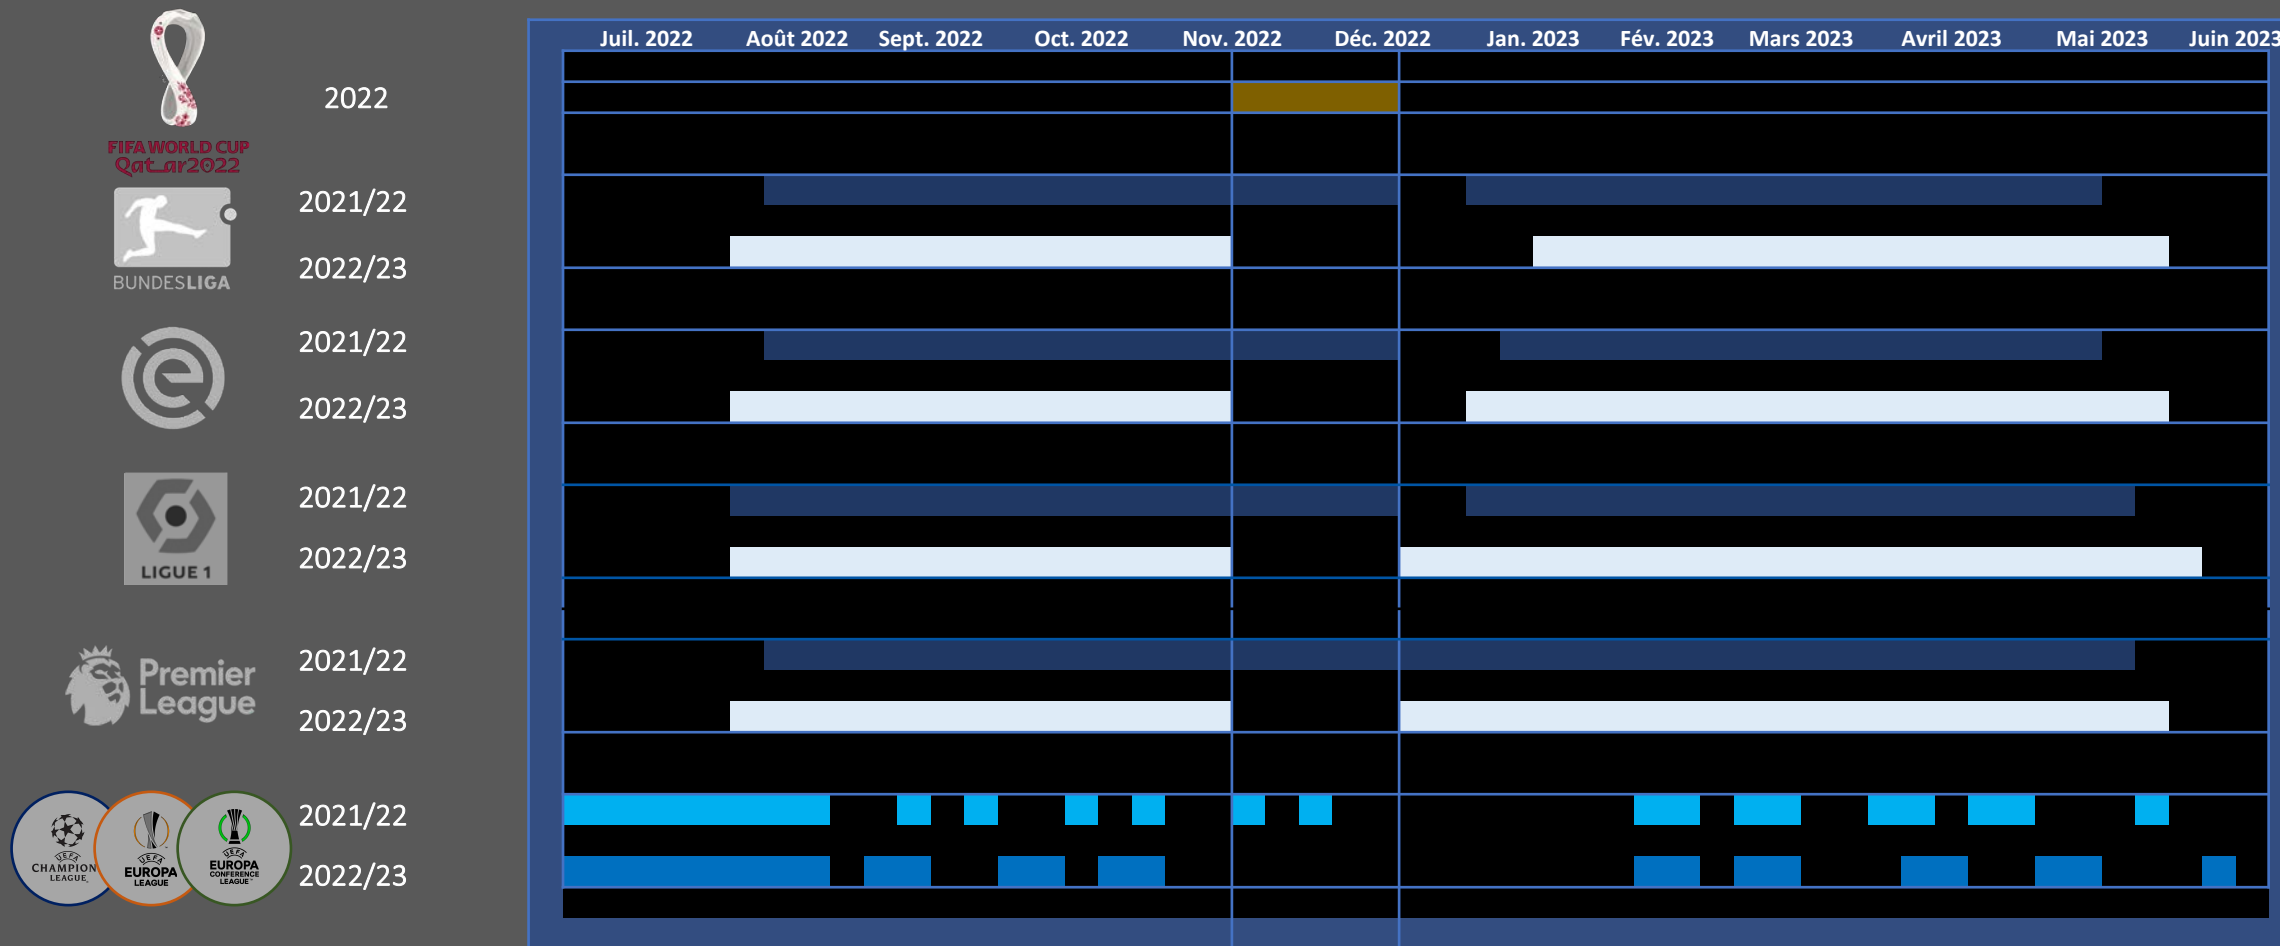 Juil. 2022 Août 2022 Sept. 2022 Oct. 2022 Nov. 2022 Déc. 2022 Jan. 2023 Fév. 2023 Mars 2023 Avril 2023 Mai 2023 Juin 2023
2022
FIFA WORLD CUP
Qatar2022
2021/22
2022/23
BUNDESLIGA
2021/22
2022/23
2021/22
2022/23
LIGUE 1
2021/22
Premier
League
2022/23
2021/22
UEFA
CHAMPION
LEAGUE
UEFA
EUROPA
LEAGUE
UEFA
EUROPA
CONFERENCE
LEAGUE
2022/23